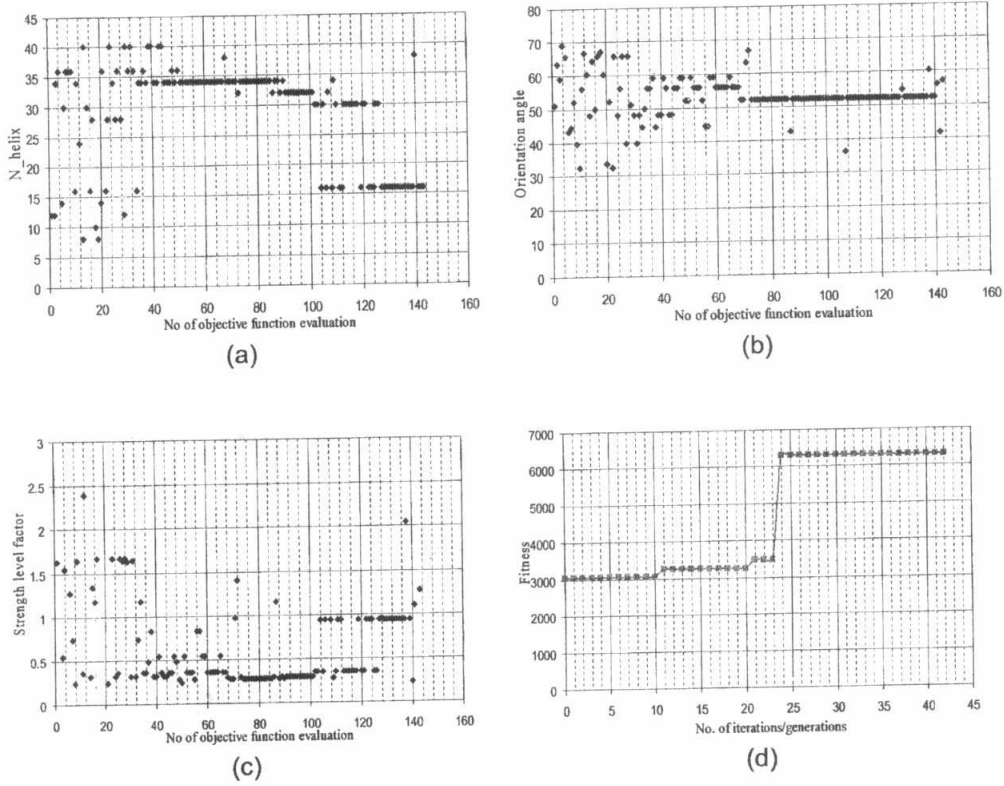 45
40
35
30
25
20
15
10
5
0
N_helix
0 20 40 60 80 100 120 140 160
No of objective function evaluation
(a)
80
70
60
50
40
30
20
10
0
Orientation angle
0 20 40 60 80 100 120 140 160
No of objective function evaluation
(b)
3
2.5
2
1.5
1
0.5
0
Strength level factor
0 20 40 60 80 100 120 140 160
No of objective function evaluation
(c)
7000
6000
5000
4000
3000
2000
1000
0
Fitness
0 5 10 15 20 25 30 35 40 45
No. of iterations/generations
(d)